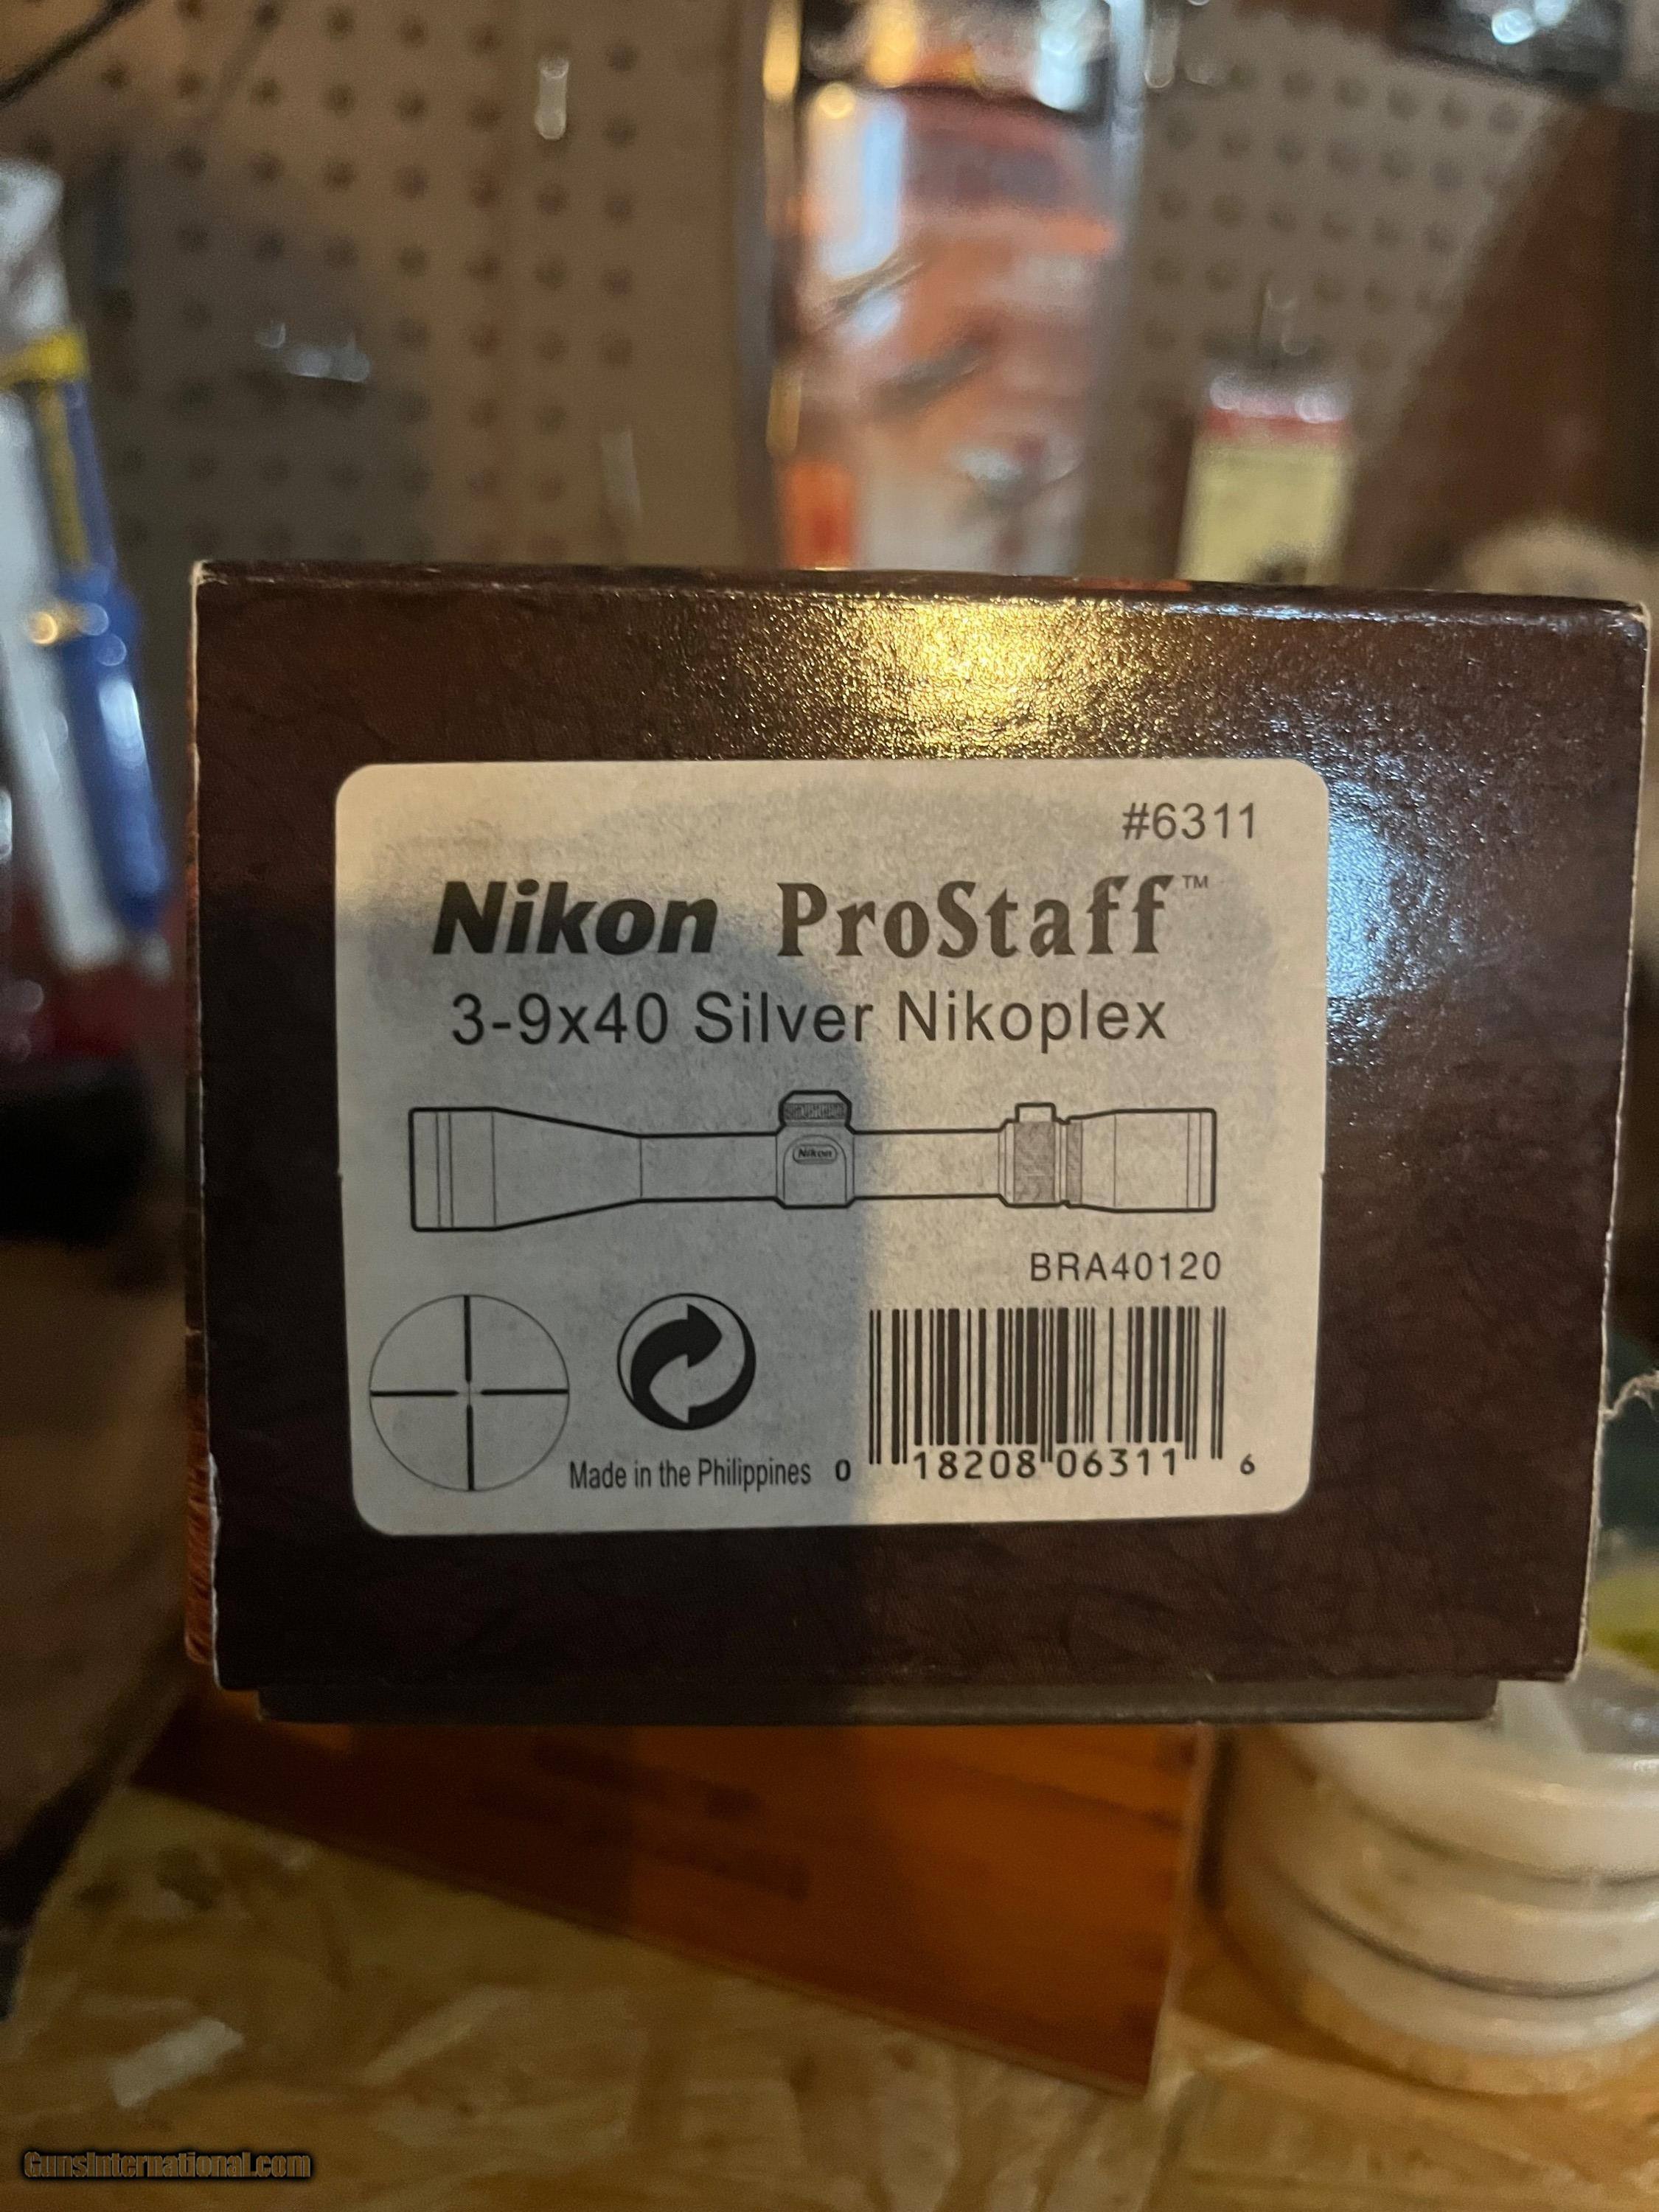 #6311
Nikon ProStaff™
3-9x40 Silver Nikoplex
Nikon
BRA40120
Made in the Philippines
0 18208 06311 6
GunsInternational.com